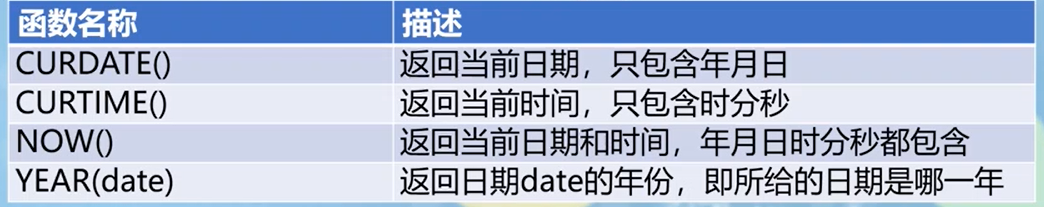 函数名称 描述
CURDATE() 返回当前日期，只包含年月日
CURTIME() 返回当前时间，只包含时分秒
NOW() 返回当前日期和时间，年月日时分秒都包含
YEAR(date) 返回日期date的年份，即所给的日期是哪一年